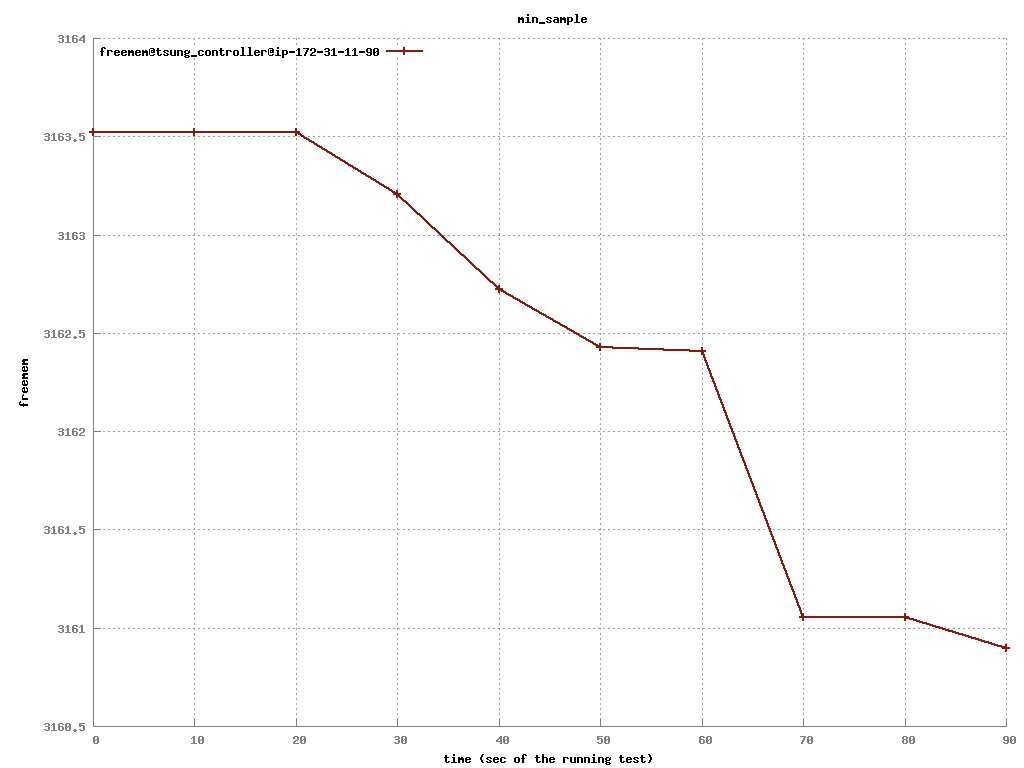 min_sample
3164
freemem@tsung_controller@ip-172-31-11-90
3163.5
3163
3162.5
freemem
3162
3161.5
3161
3160.5
0 10 20 30 40 50 60 70 80 90
time (sec of the running test)